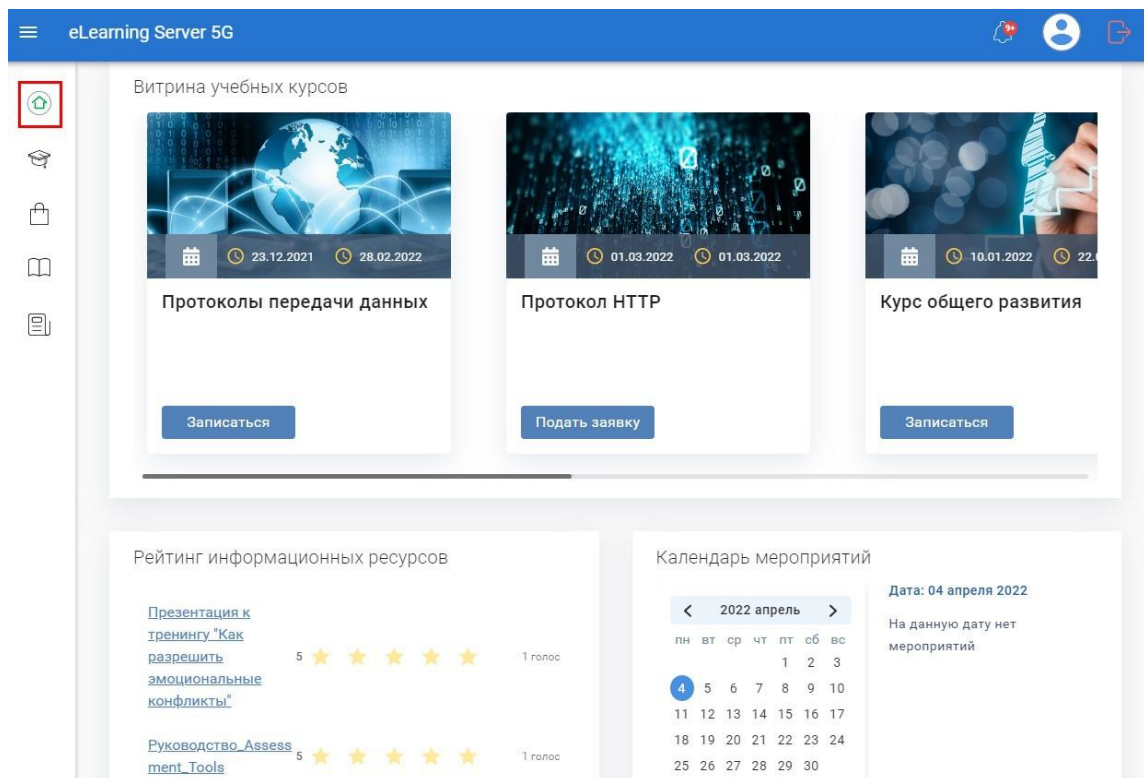 eLearning Server 5G
9+
Витрина учебных курсов
23.12.2021 28.02.2022
01.03.2022 01.03.2022
10.01.2022
Протоколы передачи данных
Протокол HTTP
Курс общего развития
Записаться
Подать заявку
Записаться
Рейтинг информационных ресурсов
Презентация к
тренингу "Как
разрешить
эмоциональные
конфликты"
5
1 голос
Руководство_Assess
ment_Tools
5
1 голос
Календарь мероприятий
2022 апрель
пн вт ср чт пт сб вс
1 2 3
4 5 6 7 8 9 10
11 12 13 14 15 16 17
18 19 20 21 22 23 24
25 26 27 28 29 30
Дата: 04 апреля 2022
На данную дату нет
мероприятий